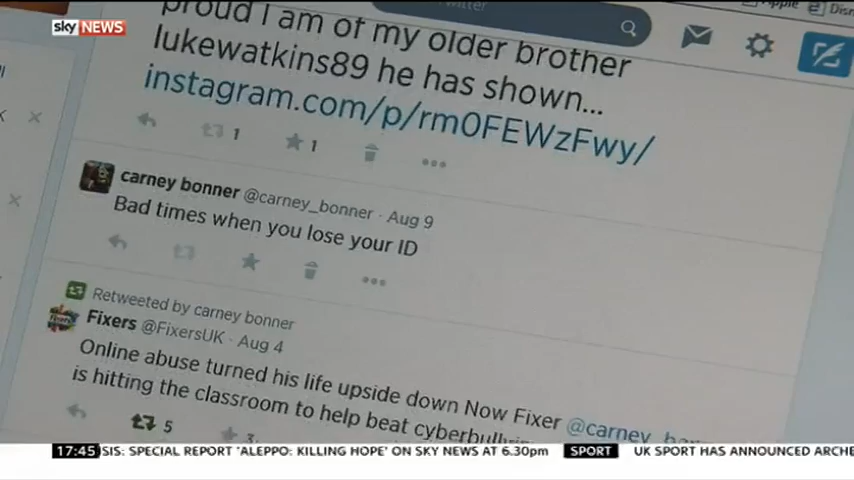 sky NEWS
proud I am of my older brother
lukewatkins89 he has shown...
instagram.com/p/rm0FEWzFwy/
1 1
carney bonner @carney_bonner · Aug 9
Bad times when you lose your ID
Retweeted by carney bonner
Fixers @FixersUK · Aug 4
Online abuse turned his life upside down Now Fixer
is hitting the classroom to help beat
5 3
17:45 SIS: SPECIAL REPORT 'ALEPPO: KILLING HOPE' ON SKY NEWS AT 6.30pm SPORT UK SPORT HAS ANNOUNCED